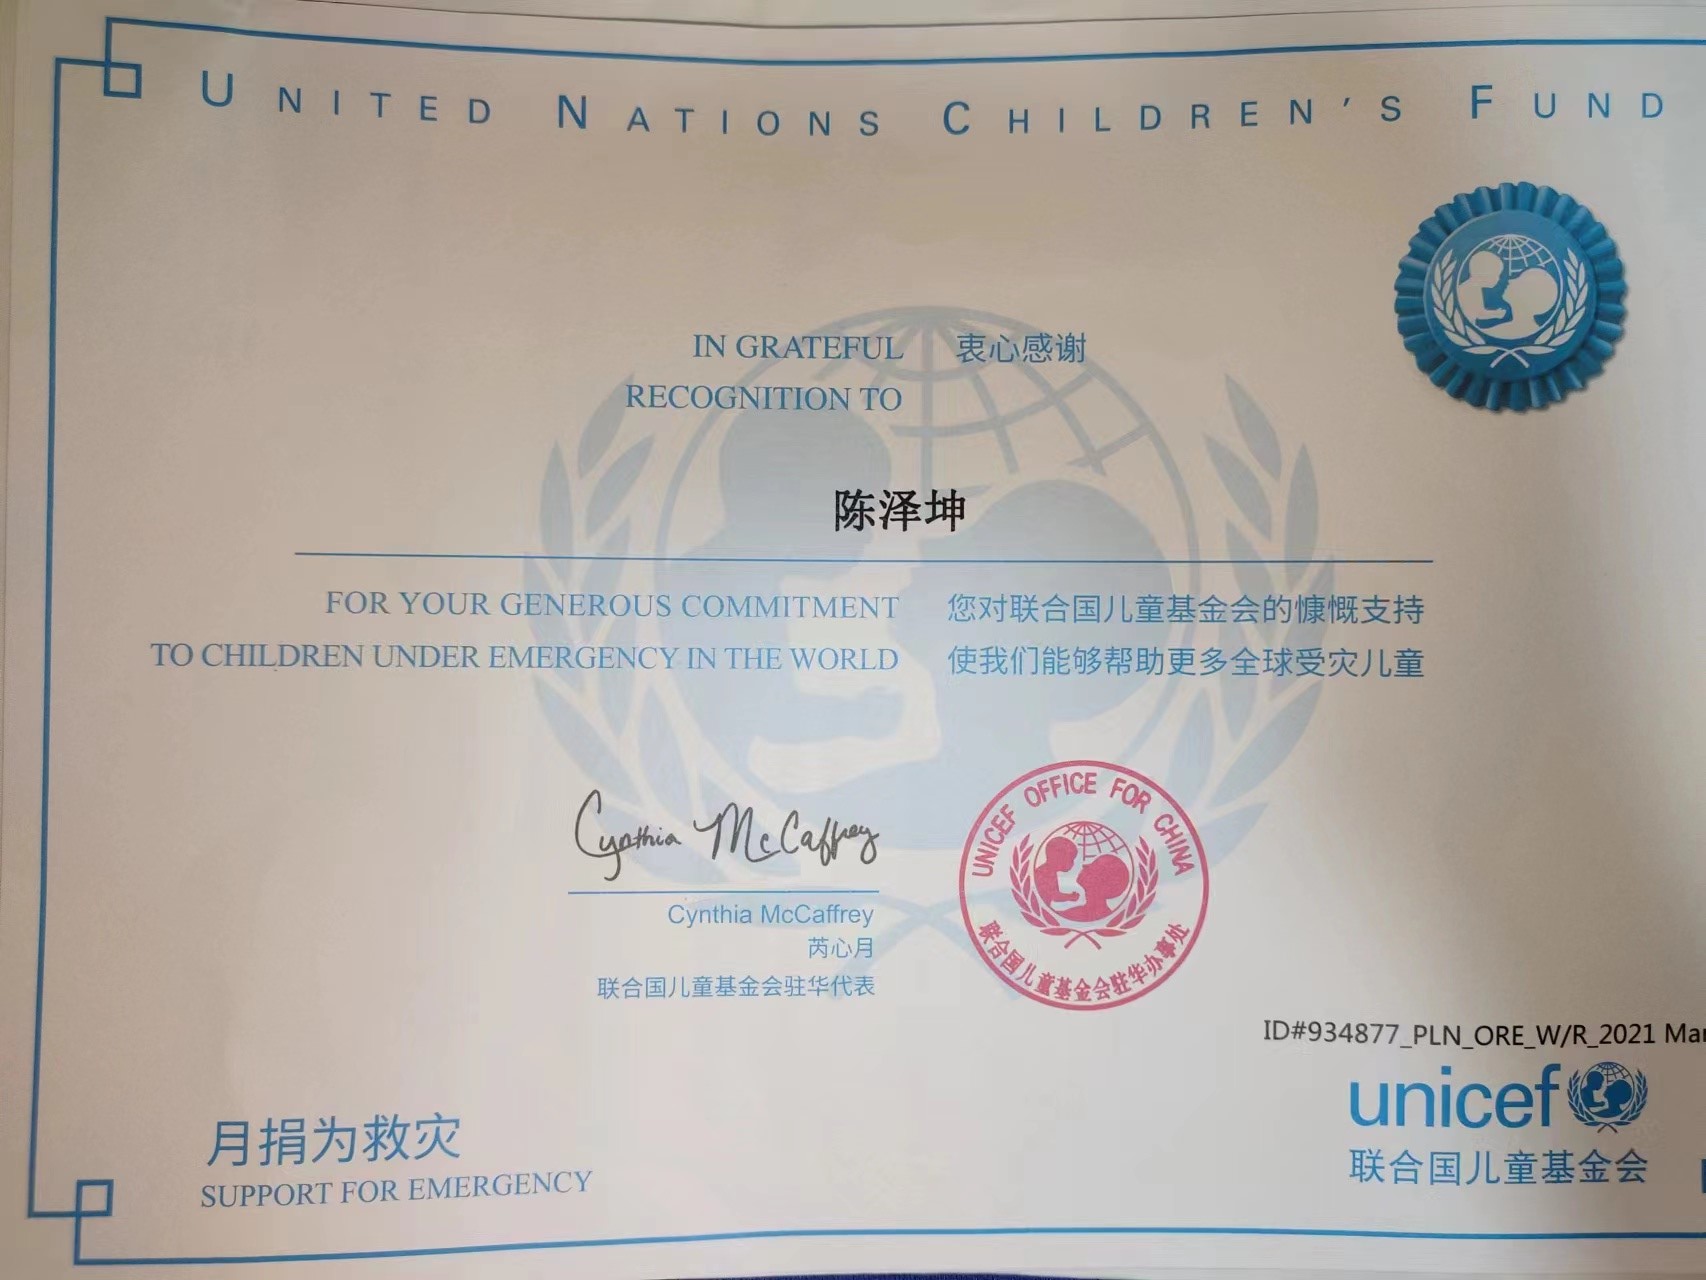 UNITED NATIONS CHILDREN'S FUND
IN GRATEFUL 衷心感谢
RECOGNITION TO
陈泽坤
FOR YOUR GENEROUS COMMITMENT 您对联合国儿童基金会的慷慨支持
TO CHILDREN UNDER EMERGENCY IN THE WORLD 使我们能够帮助更多全球受灾儿童
Cynthia McCaffrey
UNICEF OFFICE FOR CHINA
联合国儿童基金会驻华办事处
Cynthia McCaffrey
芮心月
联合国儿童基金会驻华代表
ID#934877_PLN_ORE_W/R_2021 Mar
unicef
联合国儿童基金会
月捐为救灾
SUPPORT FOR EMERGENCY